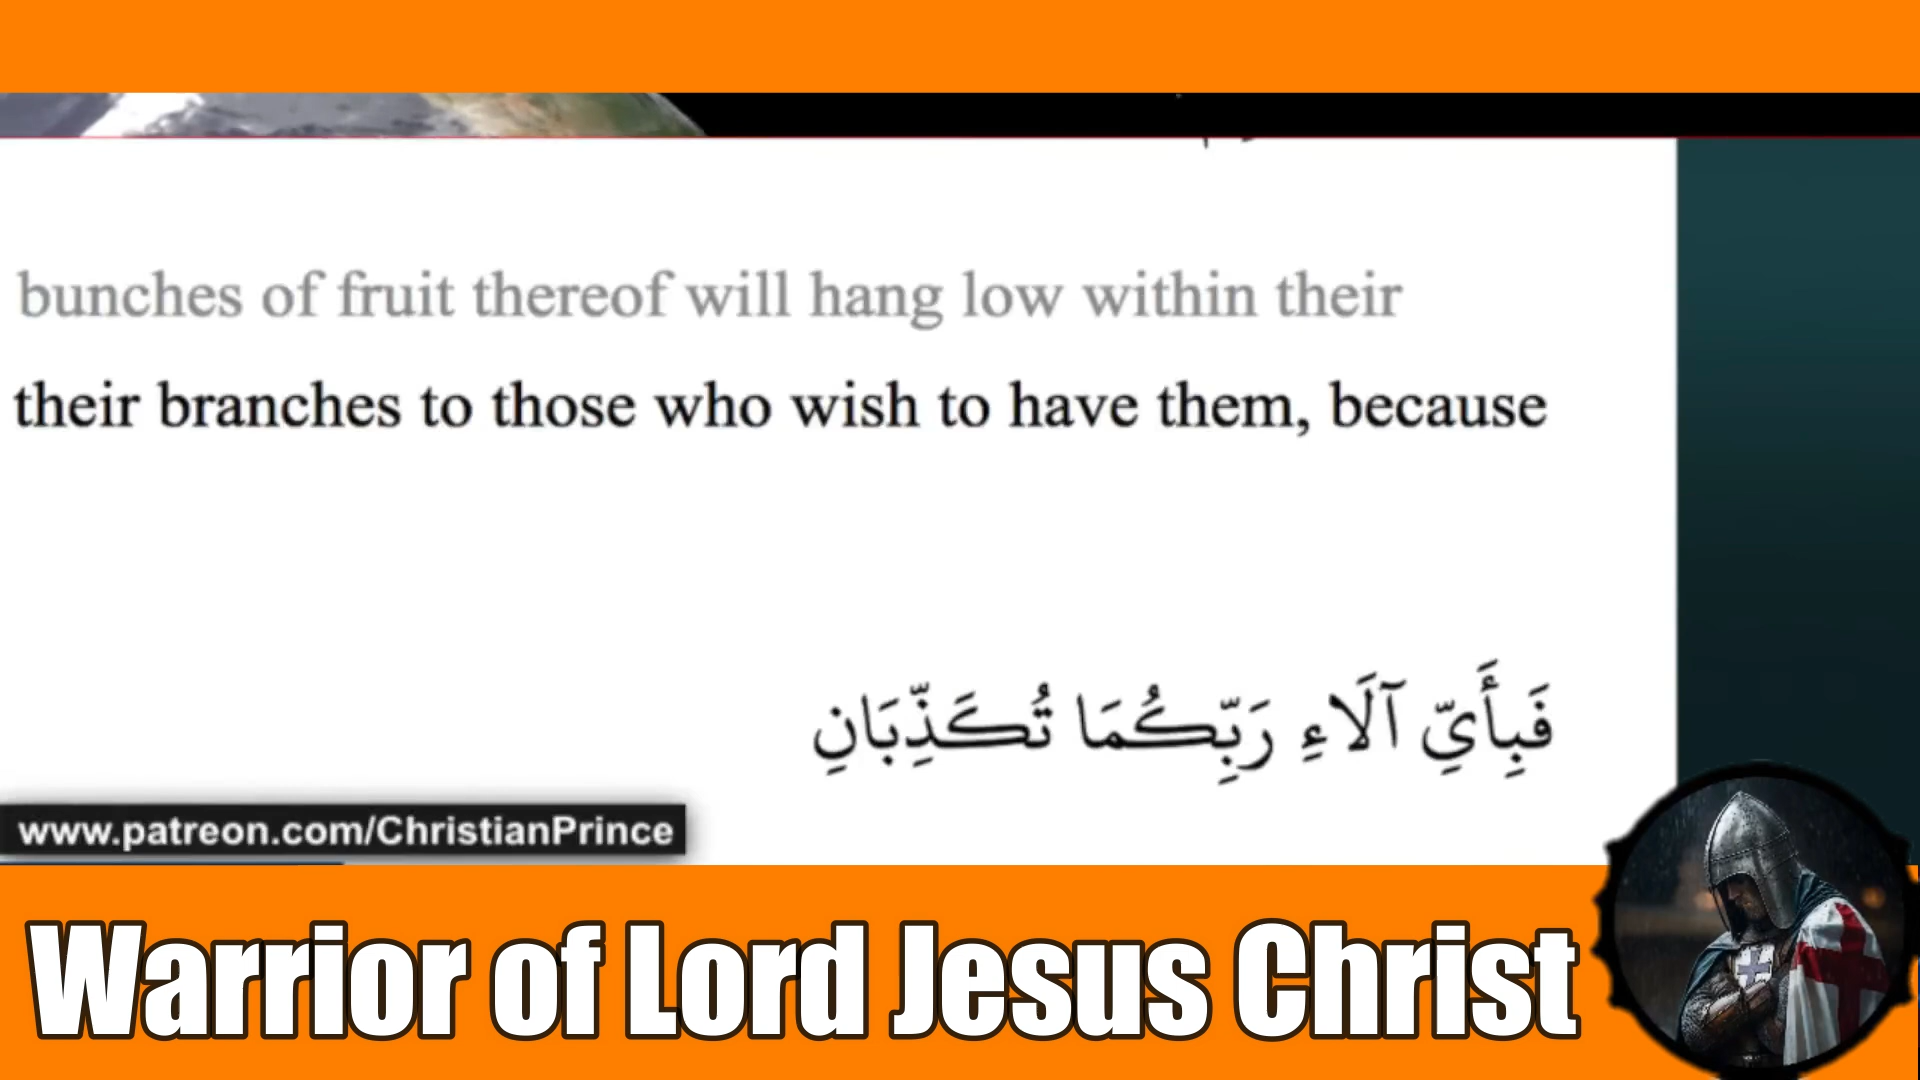 bunches of fruit thereof will hang low within their
their branches to those who wish to have them, because
فَبِأَيِّ آلَاءِ رَبِّكُمَا تُكَذِّبَانِ
www.patreon.com/ChristianPrince
Warrior of Lord Jesus Christ